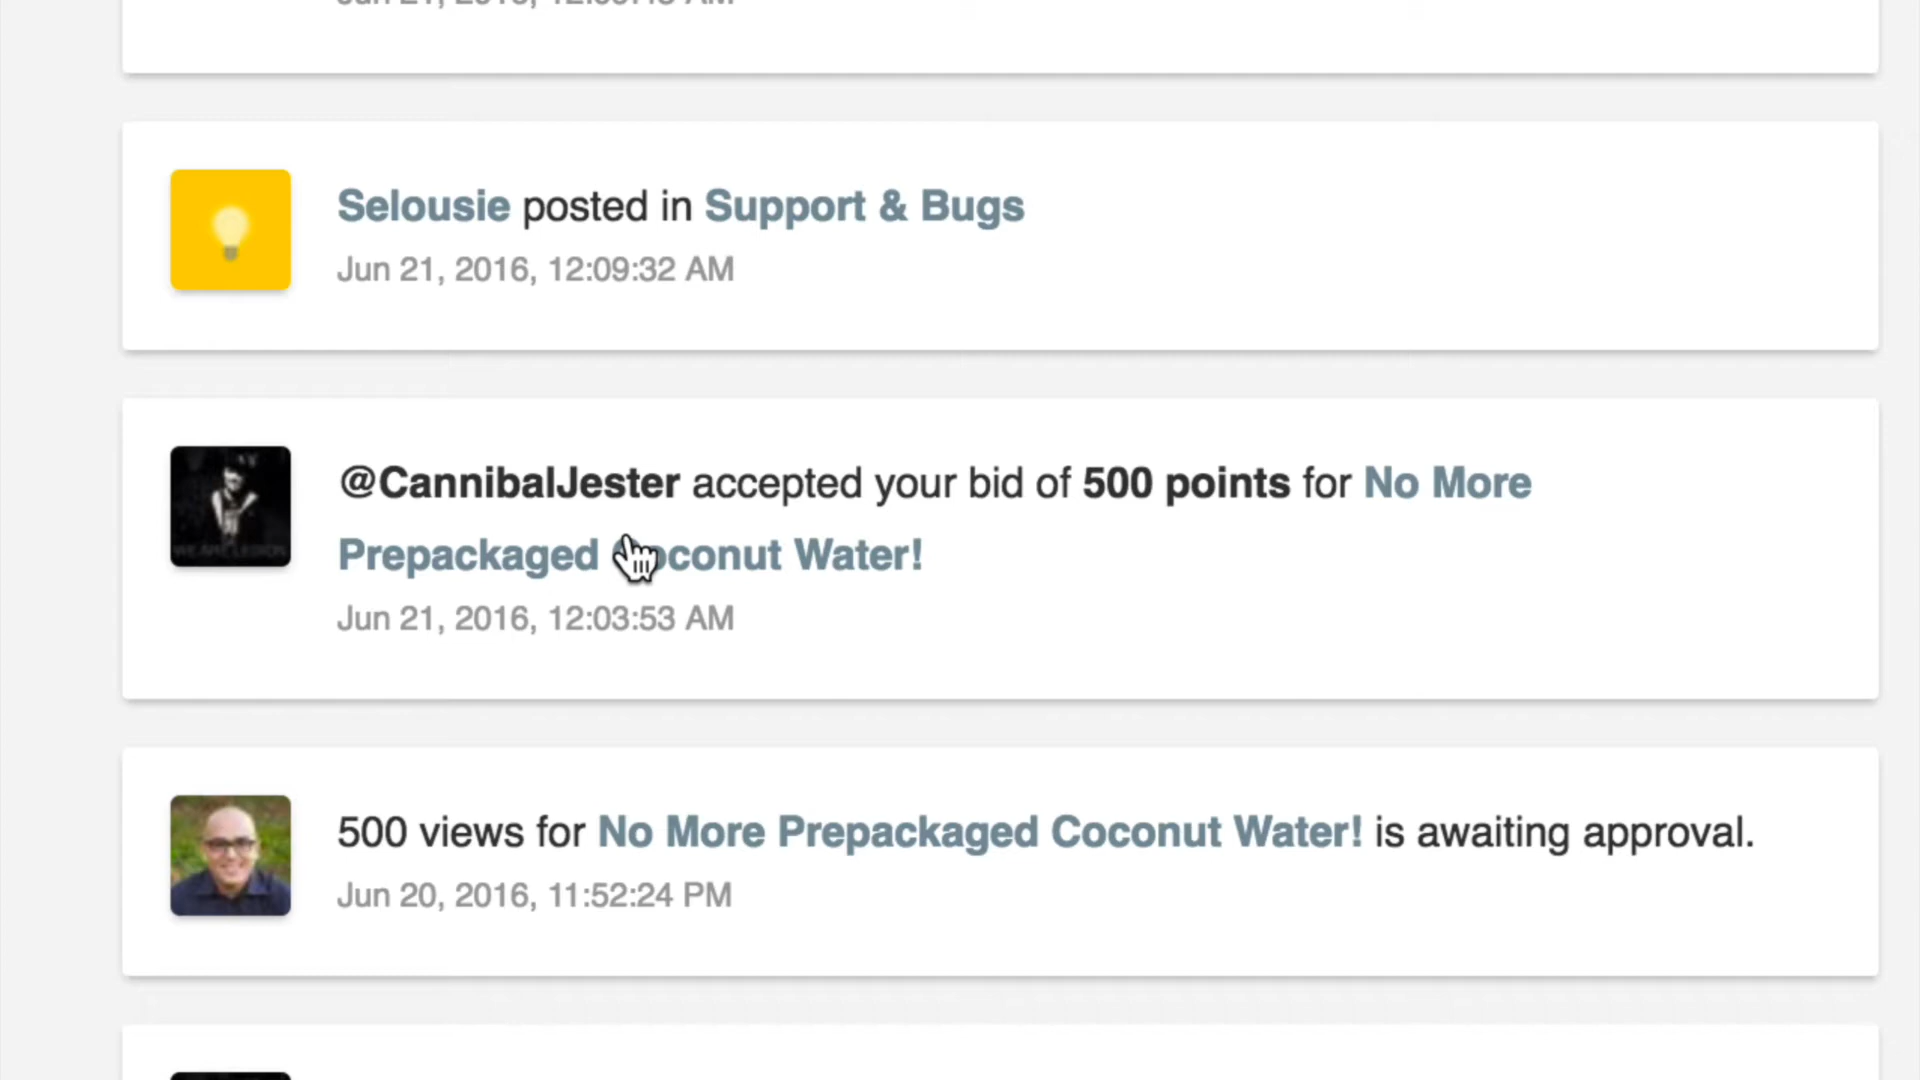 Selousie posted in Support & Bugs
Jun 21, 2016, 12:09:32 AM
@CannibalJester accepted your bid of 500 points for No More
Prepackaged Coconut Water!
Jun 21, 2016, 12:03:53 AM
500 views for No More Prepackaged Coconut Water! is awaiting approval.
Jun 20, 2016, 11:52:24 PM